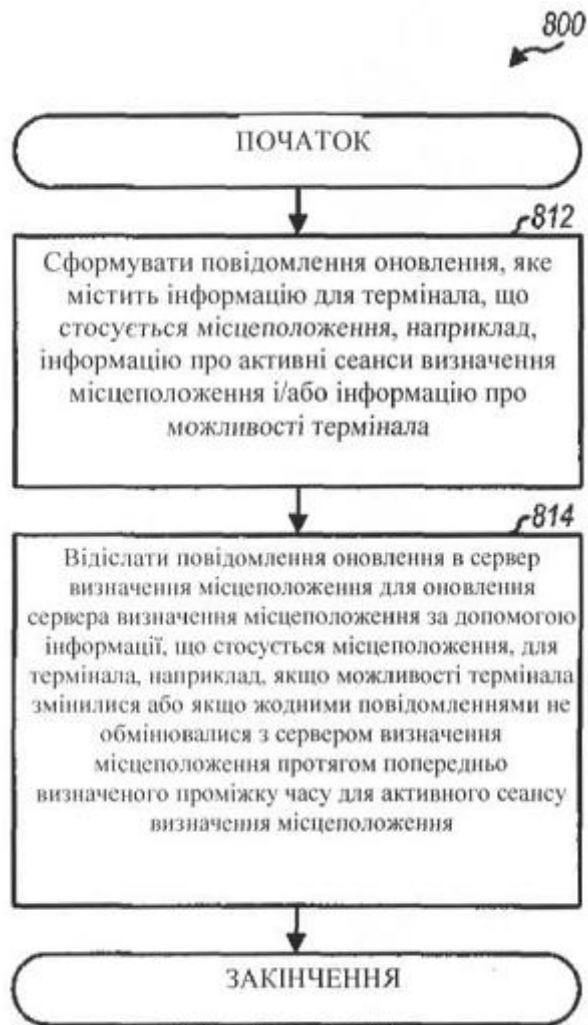 800
ПОЧАТОК
812
Сформувати повідомлення оновлення, яке
містить інформацію для термінала, що
стосується місцеположення, наприклад,
інформацію про активні сеанси визначення
місцеположення і/або інформацію про
можливості термінала
814
Відіслати повідомлення оновлення в сервер
визначення місцеположення для оновлення
сервера визначення місцеположення за допомогою
інформації, що стосується місцеположення, для
термінала, наприклад, якщо можливості термінала
змінилися або якщо жодними повідомленнями не
обмінювалися з сервером визначення
місцеположення протягом попередньо
визначеного проміжку часу для активного сеансу
визначення місцеположення
ЗАКІНЧЕННЯ